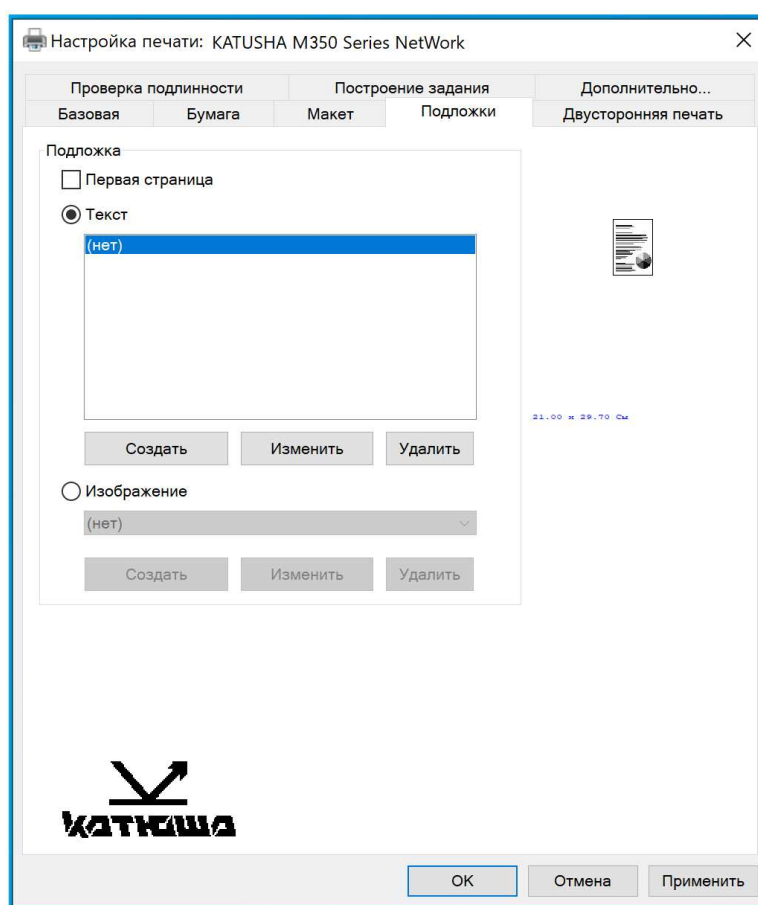 Настройка печати: KATUSHA M350 Series NetWork
Проверка подлинности Построение задания Дополнительно...
Базовая Бумага Макет Подложки Двусторонняя печать
Подложка
Первая страница
Текст
(нет)
21.00 x 29.70 См
Создать Изменить Удалить
Изображение
(нет)
Создать Изменить Удалить
катюша
OK Отмена Применить